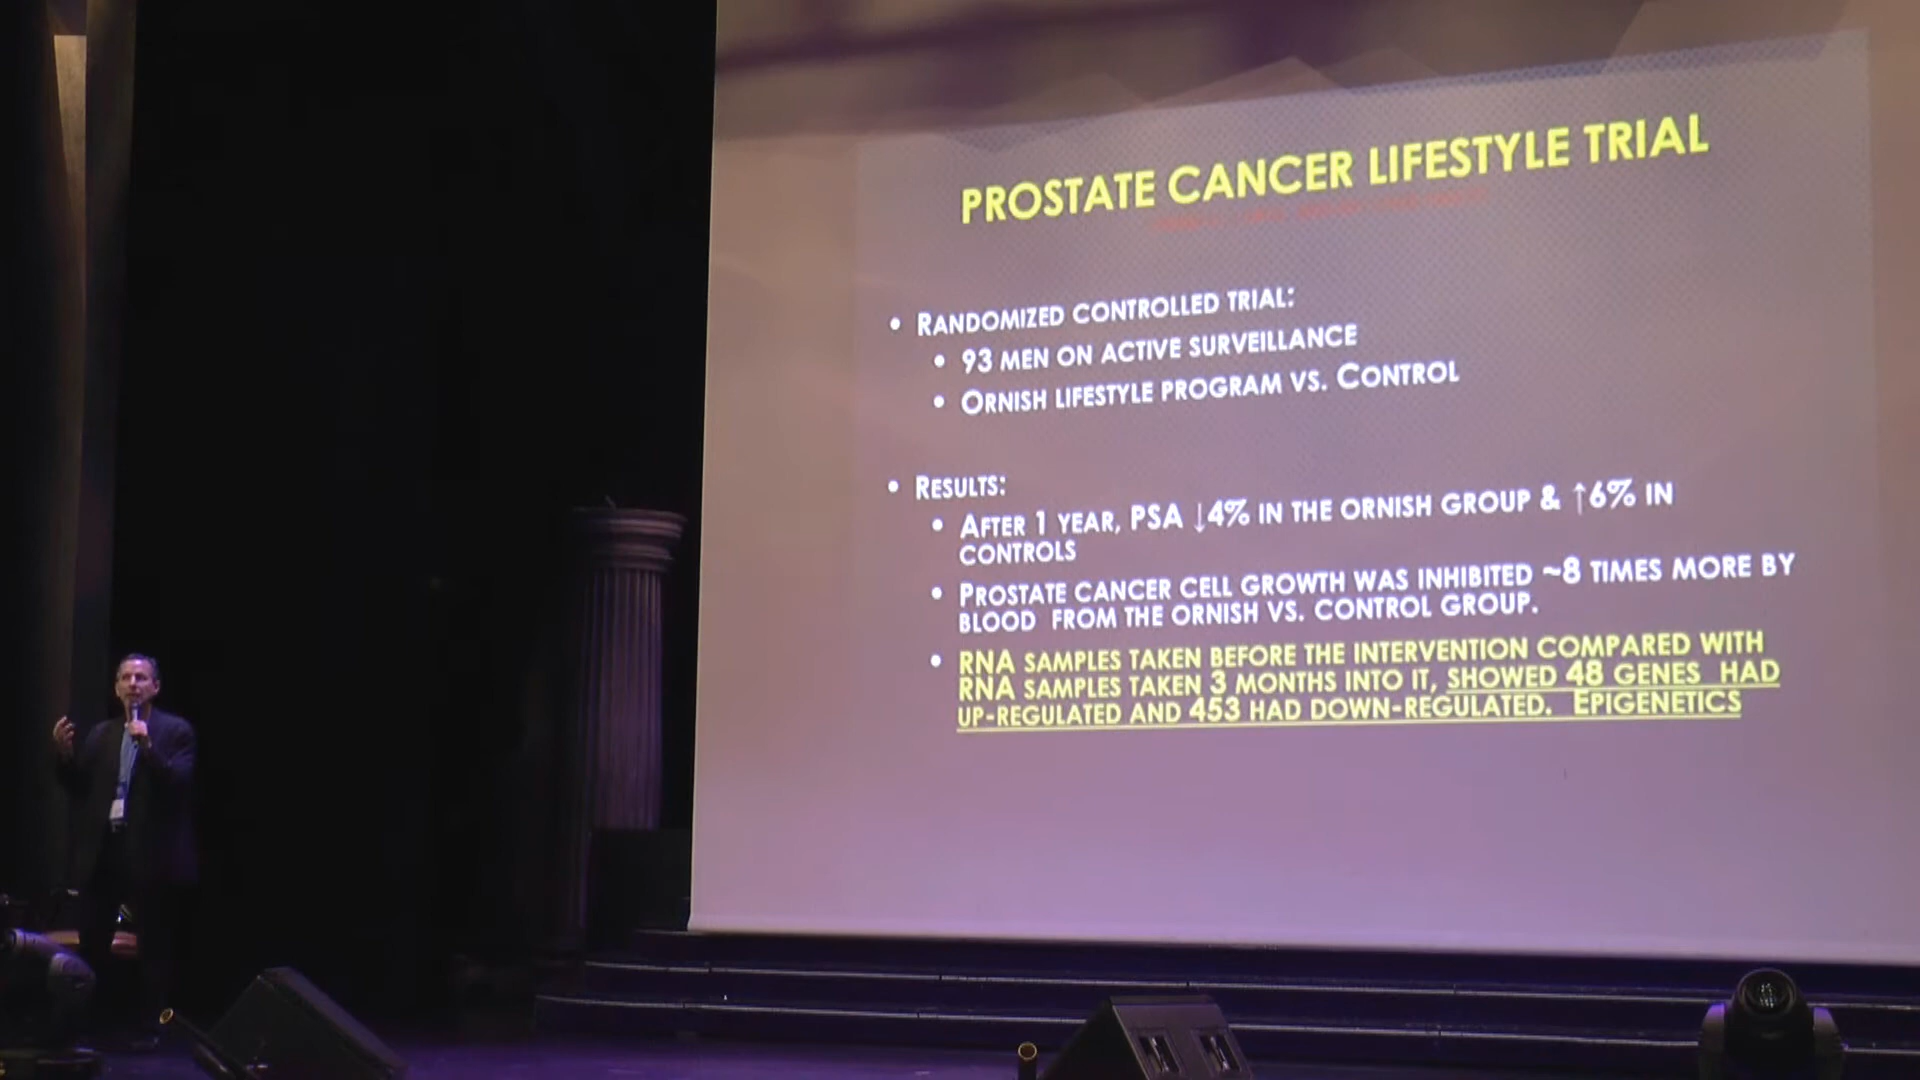 PROSTATE CANCER LIFESTYLE TRIAL
• RANDOMIZED CONTROLLED TRIAL:
• 93 MEN ON ACTIVE SURVEILLANCE
• ORNISH LIFESTYLE PROGRAM VS. CONTROL
• RESULTS:
• AFTER 1 YEAR, PSA ↓4% IN THE ORNISH GROUP & ↑6% IN
CONTROLS
• PROSTATE CANCER CELL GROWTH WAS INHIBITED ~8 TIMES MORE BY
BLOOD FROM THE ORNISH VS. CONTROL GROUP.
• RNA SAMPLES TAKEN BEFORE THE INTERVENTION COMPARED WITH
RNA SAMPLES TAKEN 3 MONTHS INTO IT, SHOWED 48 GENES HAD
UP-REGULATED AND 453 HAD DOWN-REGULATED. EPIGENETICS